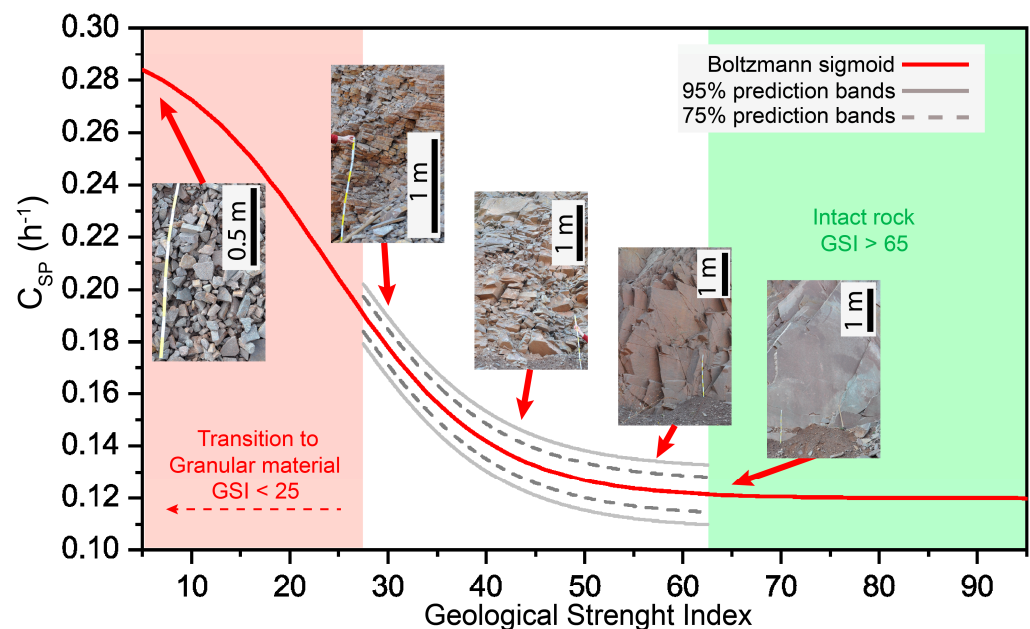 0.30
0.28
0.26
0.24
0.22
0.20
0.18
0.16
0.14
0.12
0.10
C_SP (h⁻¹)
Boltzmann sigmoid
95% prediction bands
75% prediction bands
0.5 m
1 m
1 m
1 m
1 m
Intact rock
GSI > 65
Transition to
Granular material
GSI < 25
10 20 30 40 50 60 70 80 90
Geological Strenght Index